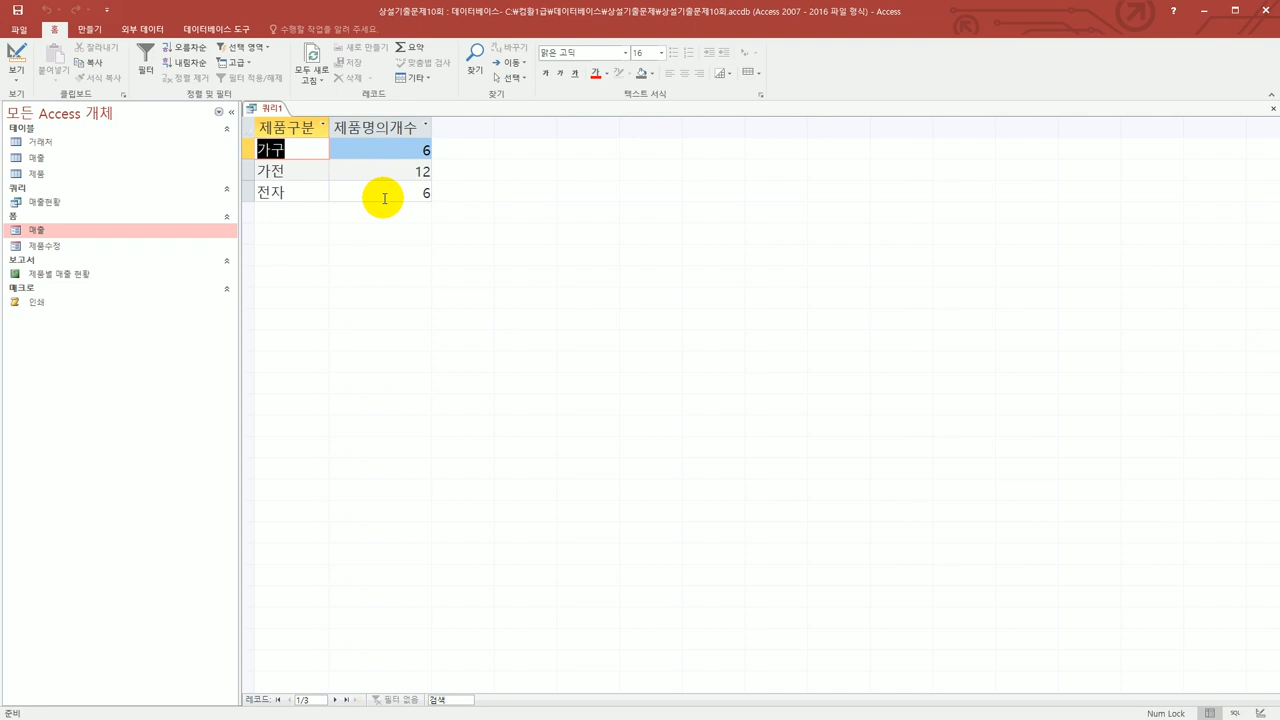 상설기출문제10회 : 데이터베이스- C:₩컴활1급₩데이터베이스₩상설기출문제₩상설기출문제10회.accdb (Access 2007 - 2016 파일 형식) - Access
파일 홈 만들기 외부 데이터 데이터베이스 도구 수행할 작업을 알려 주세요.
보기 붙여넣기 잘라내기 복사 서식 복사
필터 오름차순 내림차순 정렬 제거 선택 영역 고급 필터 적용/해제
모두 새로 고침 새로 만들기 저장 삭제 요약 맞춤법 검사 기타
찾기 바꾸기 이동 선택
맑은 고딕 16
가 가 가 가
보기 클립보드 정렬 및 필터 레코드 찾기 텍스트 서식
모든 Access 개체
테이블
거래처
매출
제품
쿼리
매출현황
폼
매출
제품수정
보고서
제품별 매출 현황
매크로
인쇄
쿼리1
제품구분 제품명의개수
가구 6
가전 12
전자 6
레코드: 1/3 필터 없음 검색
준비 Num Lock SQL